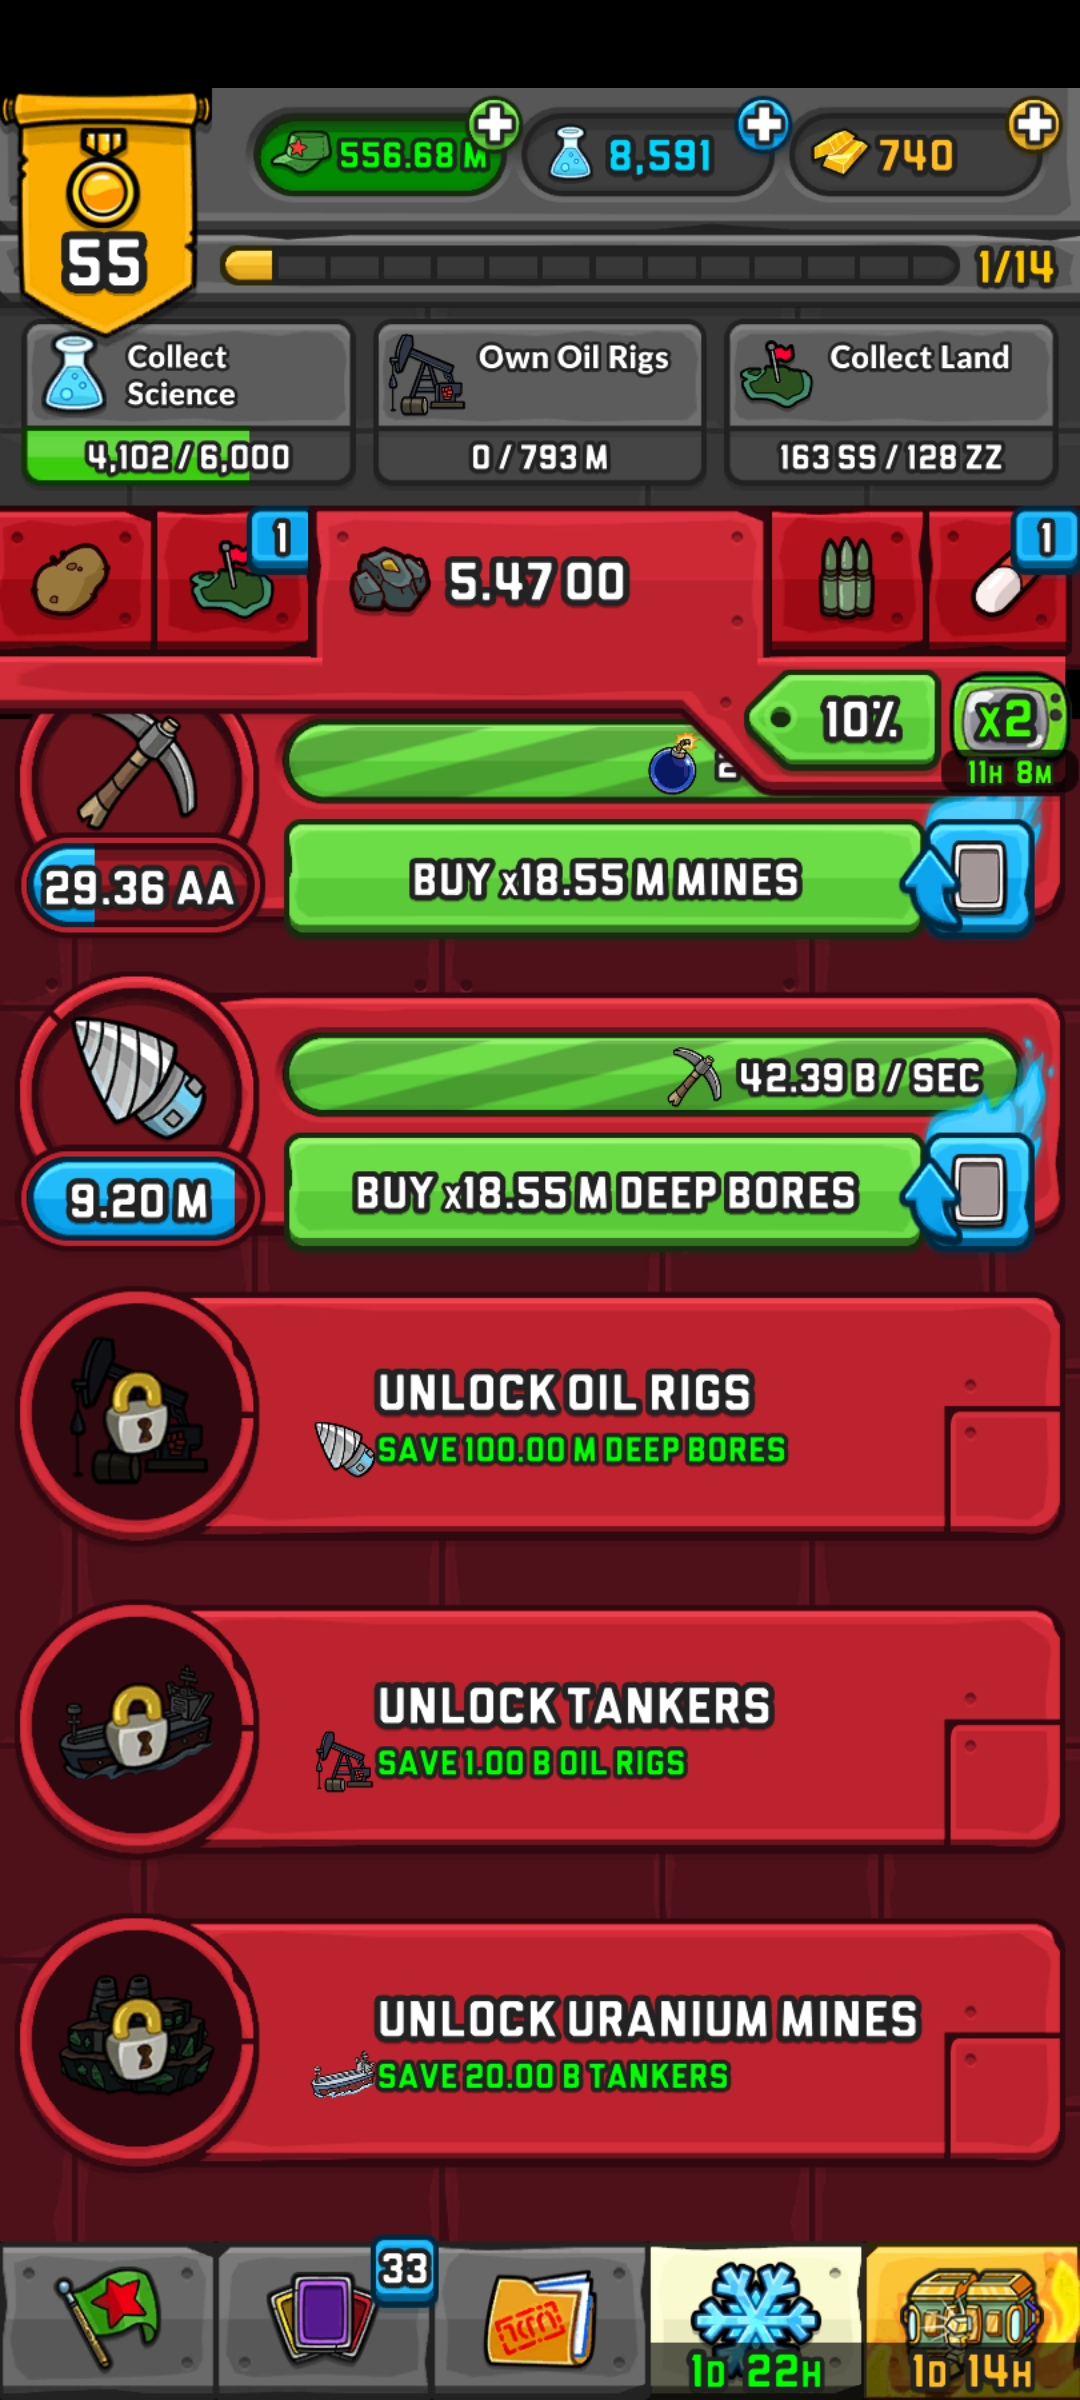 55
556.68 M
8,591
740
1/14
Collect
Science
4,102 / 6,000
Own Oil Rigs
0 / 793 M
Collect Land
163 SS / 128 ZZ
1
5.47 OO
1
10%
x2
11H 8M
29.36 AA
BUY x18.55 M MINES
42.39 B / SEC
9.20 M
BUY x18.55 M DEEP BORES
UNLOCK OIL RIGS
SAVE 100.00 M DEEP BORES
UNLOCK TANKERS
SAVE 1.00 B OIL RIGS
UNLOCK URANIUM MINES
SAVE 20.00 B TANKERS
33
1D 22H
1D 14H